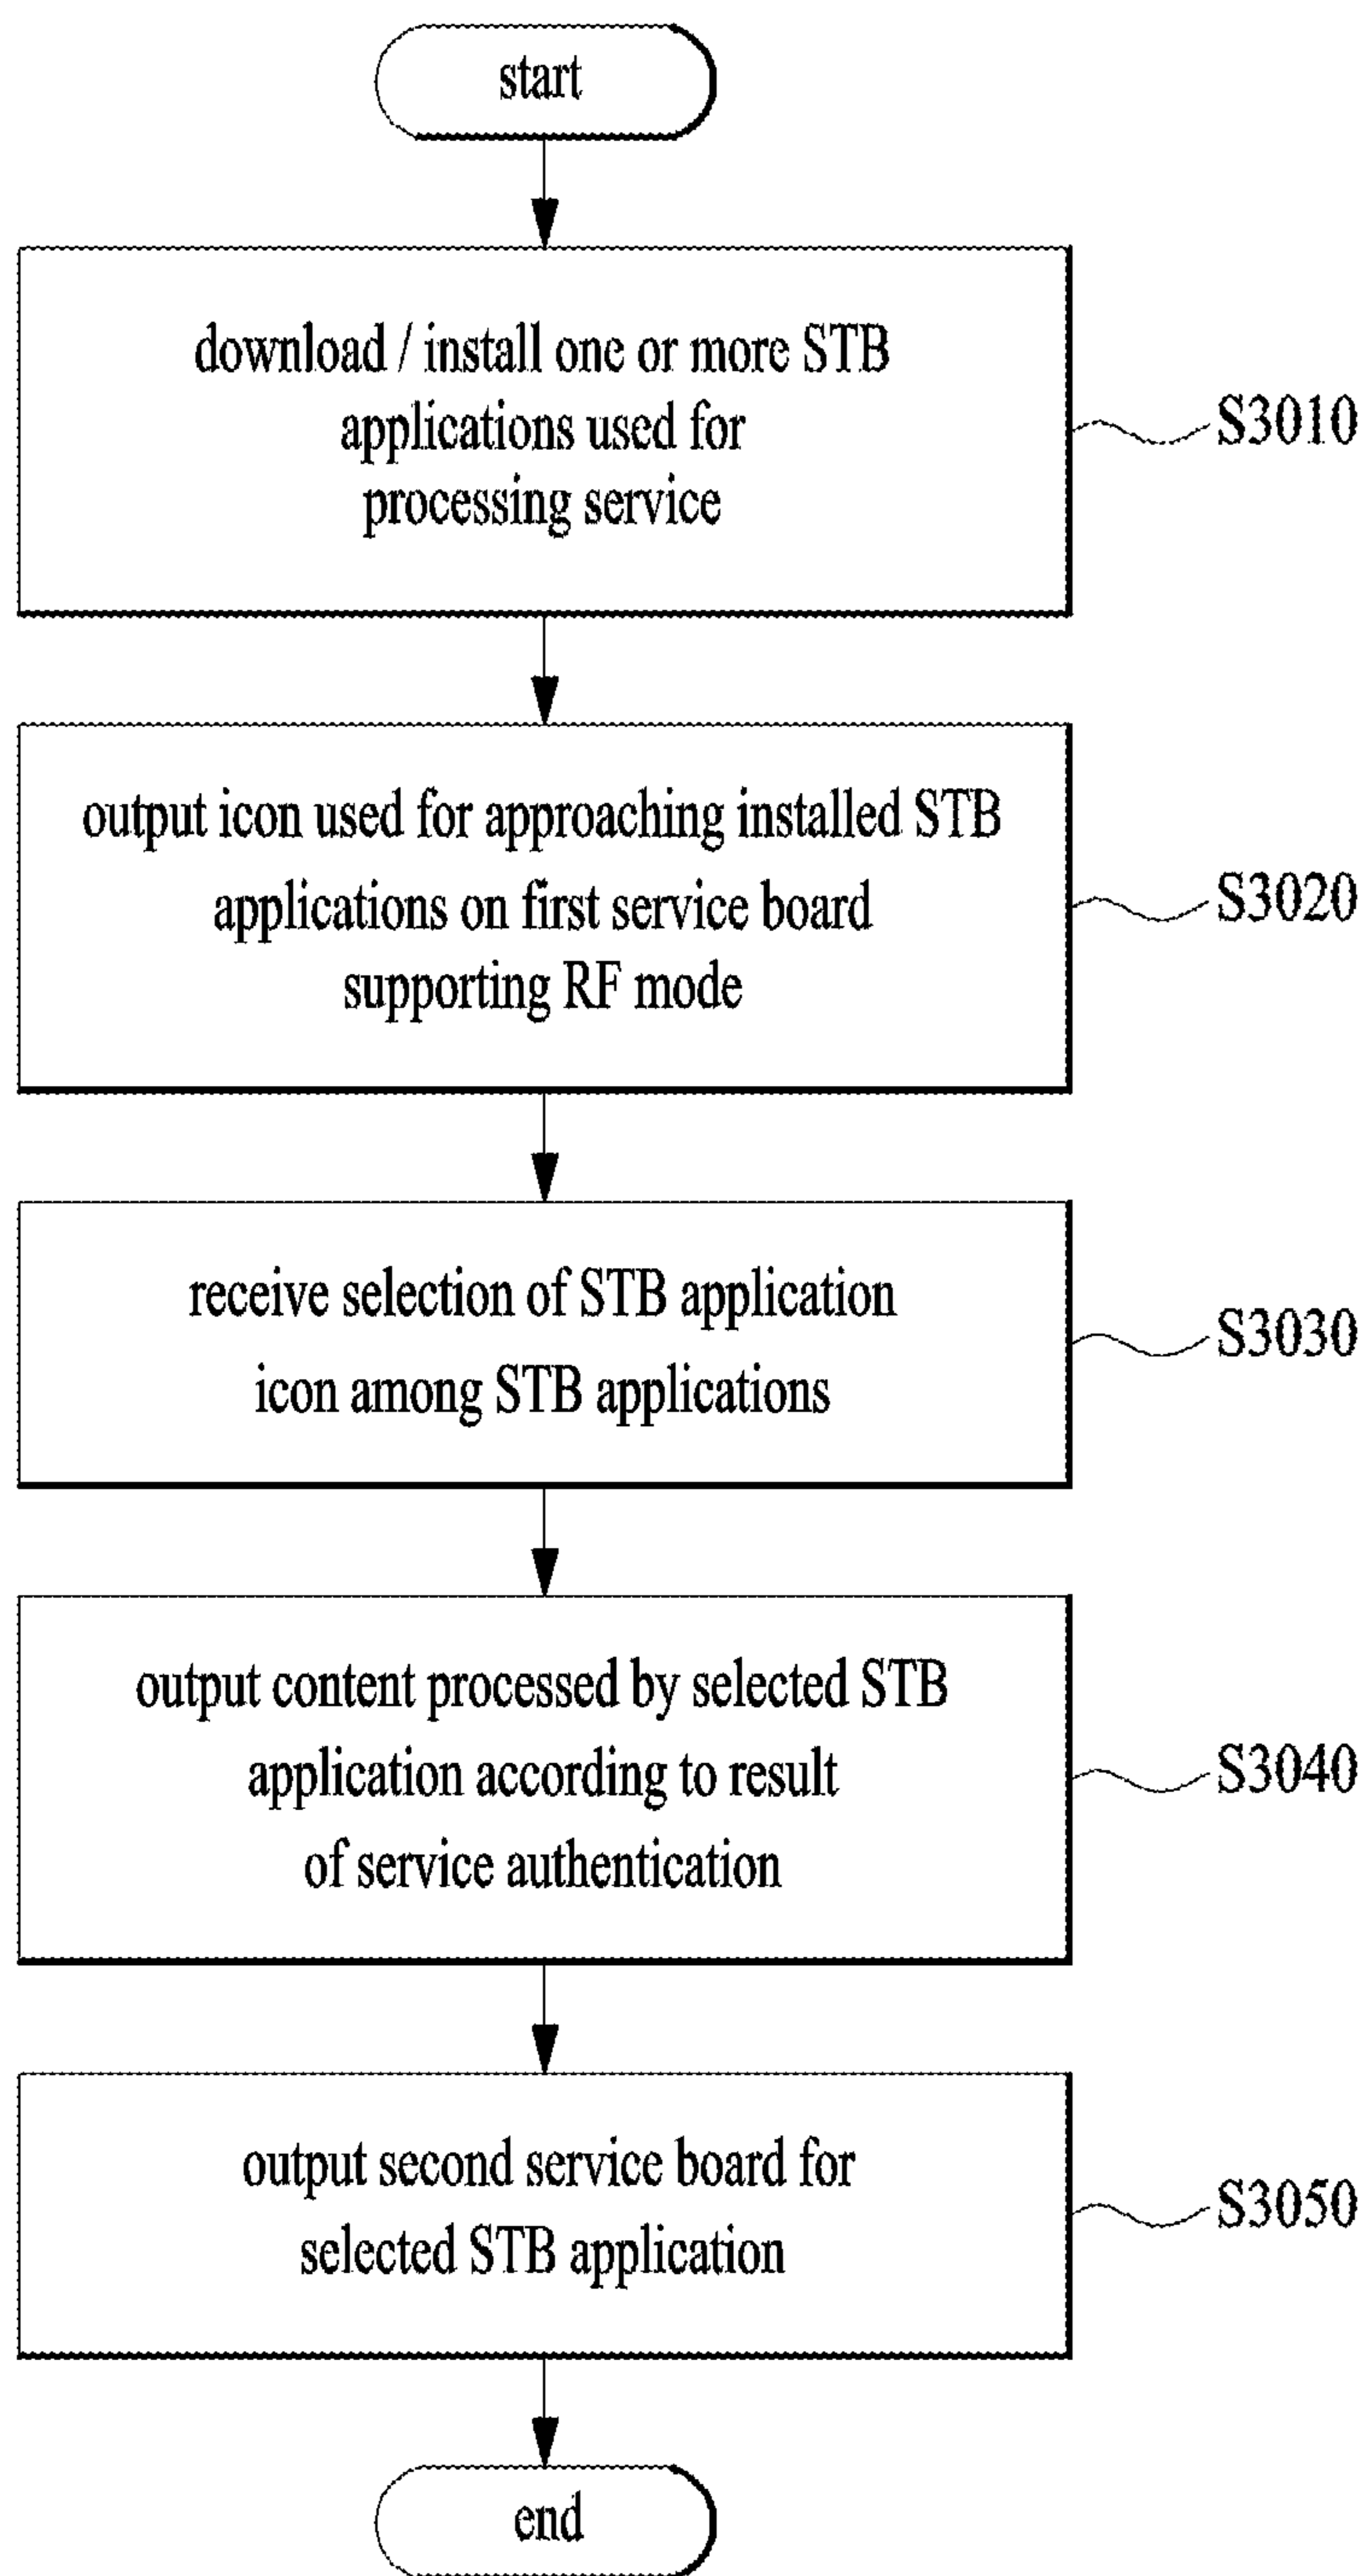 start
download / install one or more STB
applications used for
processing service
S3010
output icon used for approaching installed STB
applications on first service board
supporting RF mode
S3020
receive selection of STB application
icon among STB applications
S3030
output content processed by selected STB
application according to result
of service authentication
S3040
output second service board for
selected STB application
S3050
end